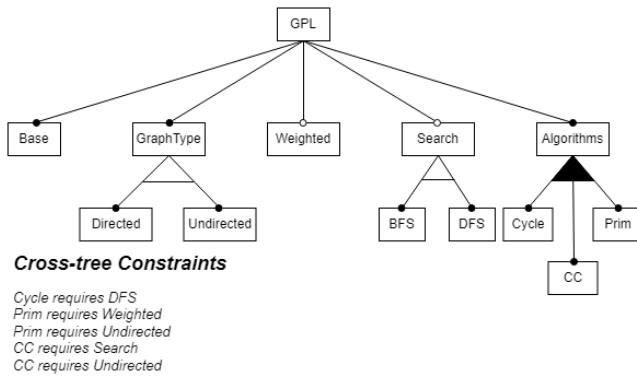 GPL
Base
GraphType
Weighted
Search
Algorithms
Directed
Undirected
BFS
DFS
Cycle
Prim
CC
Cross-tree Constraints
Cycle requires DFS
Prim requires Weighted
Prim requires Undirected
CC requires Search
CC requires Undirected